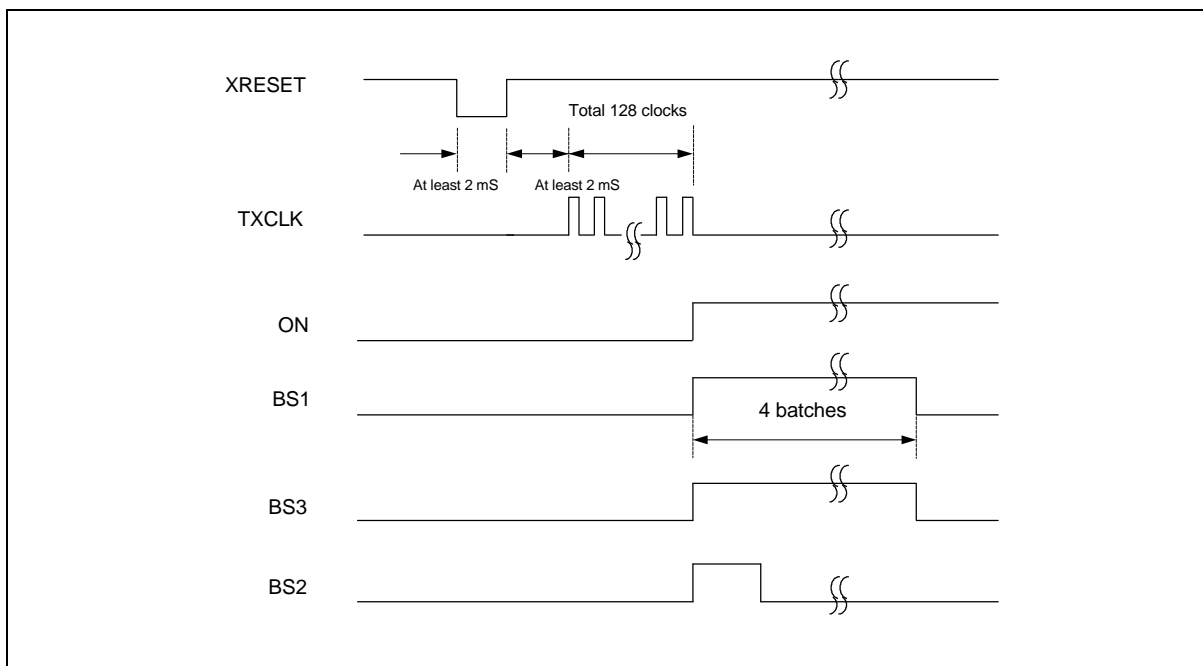 XRESET
Total 128 clocks
At least 2 mS
At least 2 mS
TXCLK
ON
BS1
4 batches
BS3
BS2